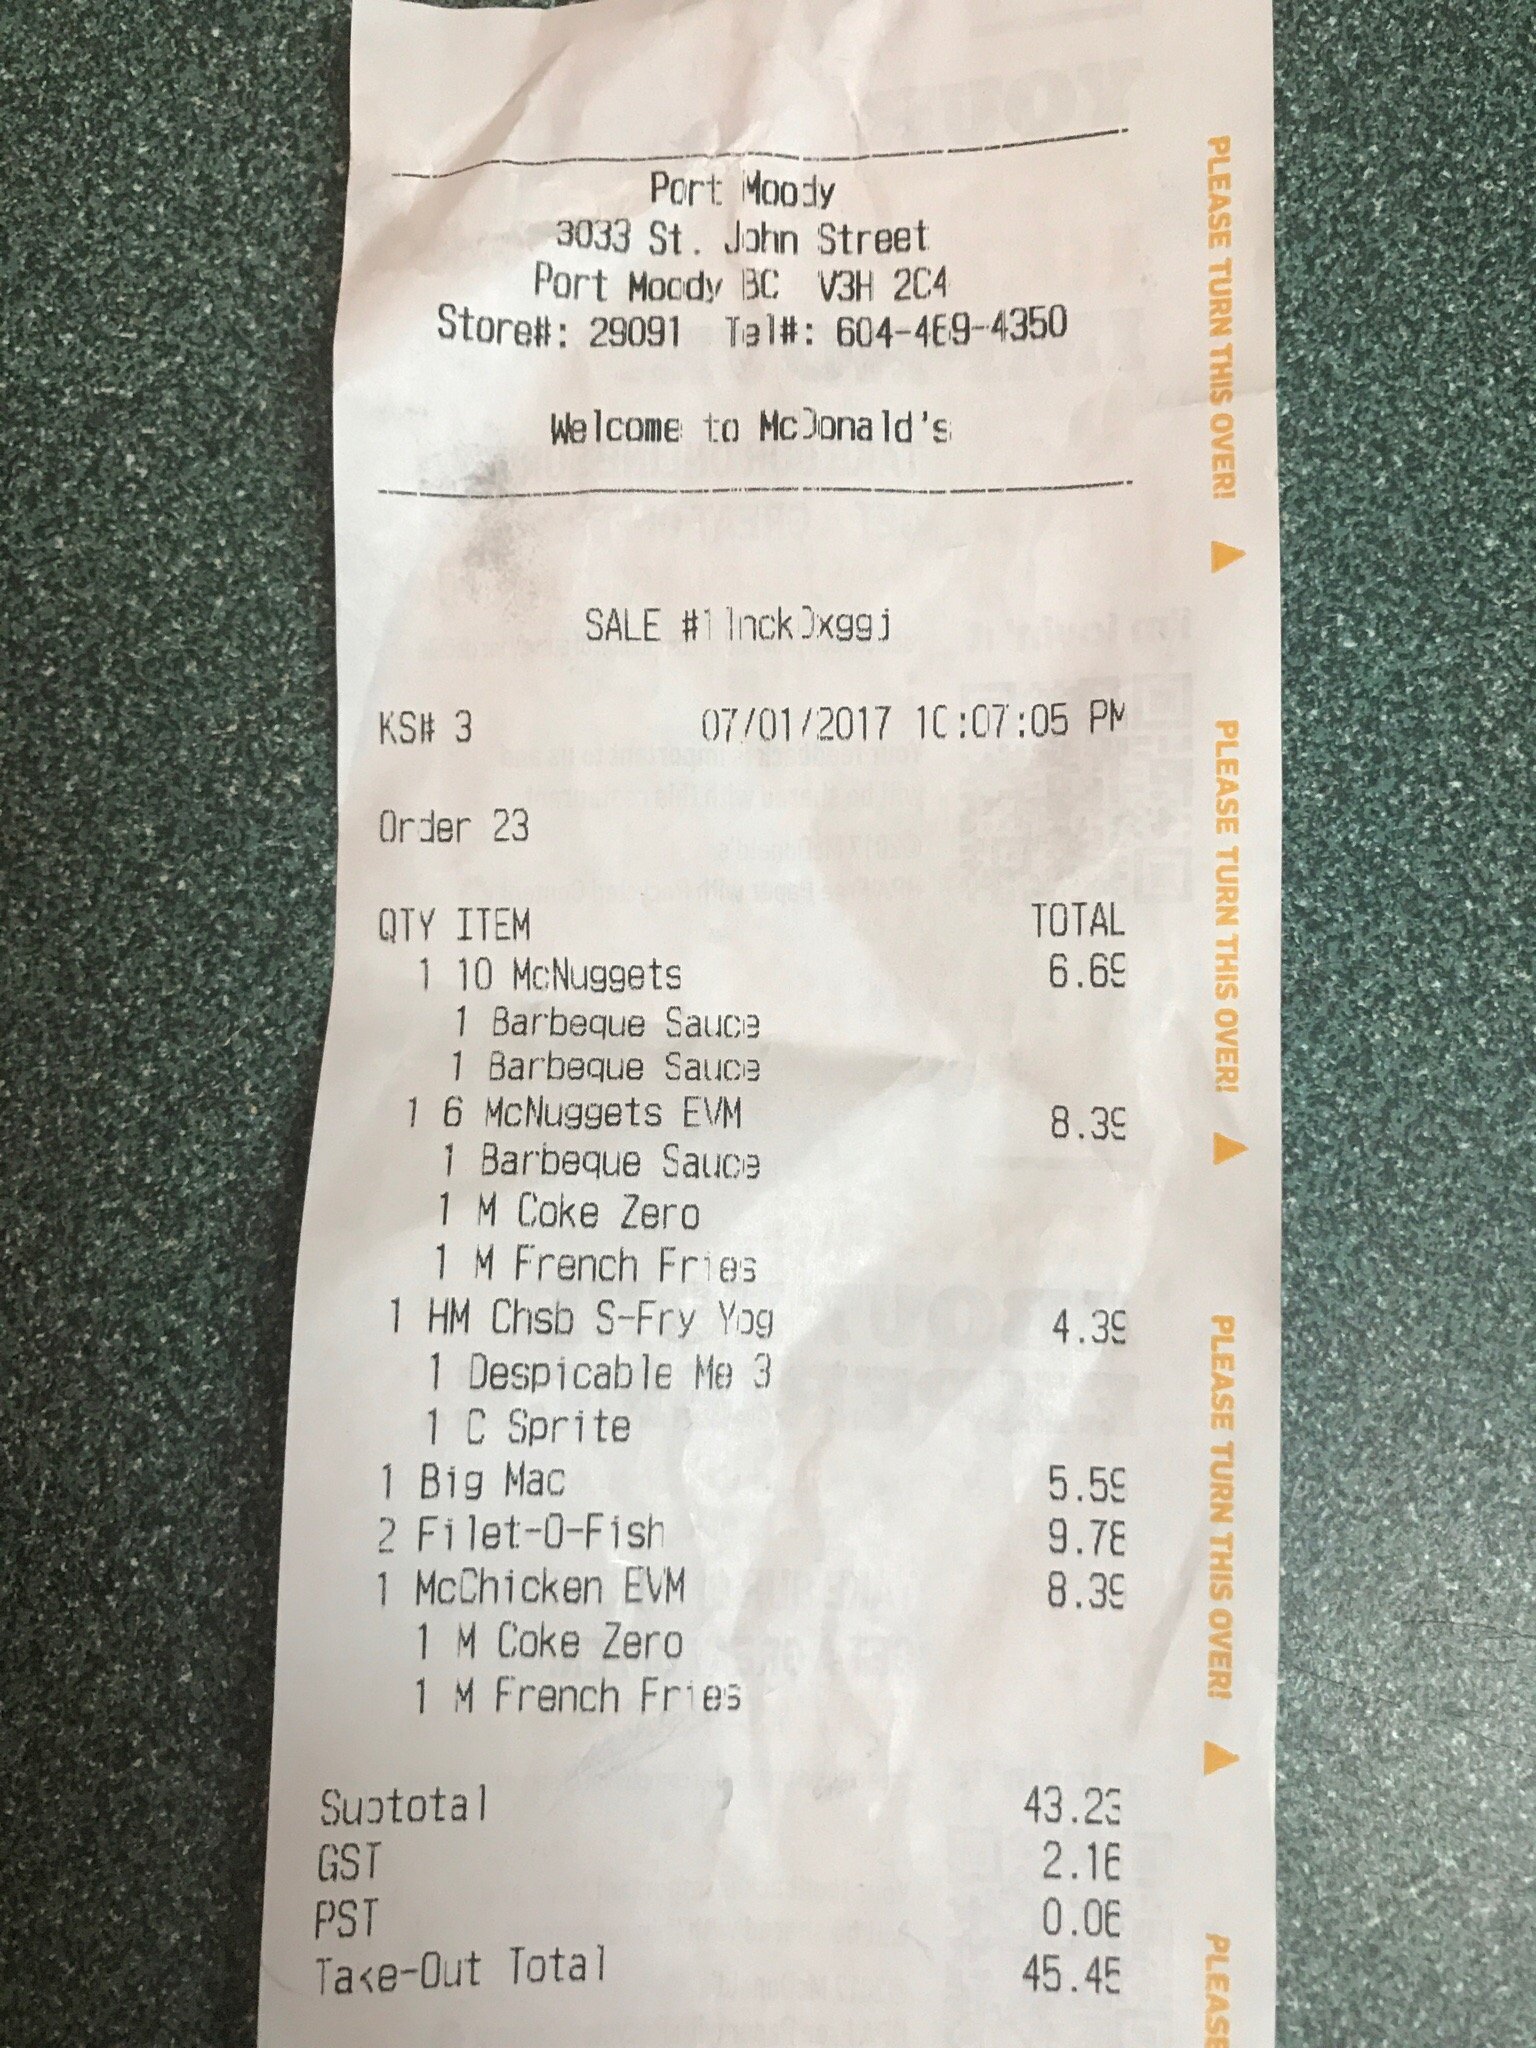 Port Moody
3033 St. John Street
Port Moody BC V3H 2C4
Store#: 29091 Tel#: 604-469-4350
Welcome to McDonald's
KS# 3 07/01/2017 10:07:05 PM
Order 23
QTY ITEM TOTAL
1 10 McNuggets 6.69
1 Barbeque Sauce
1 Barbeque Sauce
1 6 McNuggets EVM 8.39
1 Barbeque Sauce
1 M Coke Zero
1 M French Fries
1 HM Chsb S-Fry Yog 4.39
1 Despicable Me 3
1 C Sprite
1 Big Mac 5.59
2 Filet-O-Fish 9.78
1 McChicken EVM 8.39
1 M Coke Zero
1 M French Fries
Subtotal 43.23
GST 2.16
PST 0.06
Take-Out Total 45.45
PLEASE TURN THIS OVER!
PLEASE TURN THIS OVER!
PLEASE TURN THIS OVER!
PLEASE
SALE